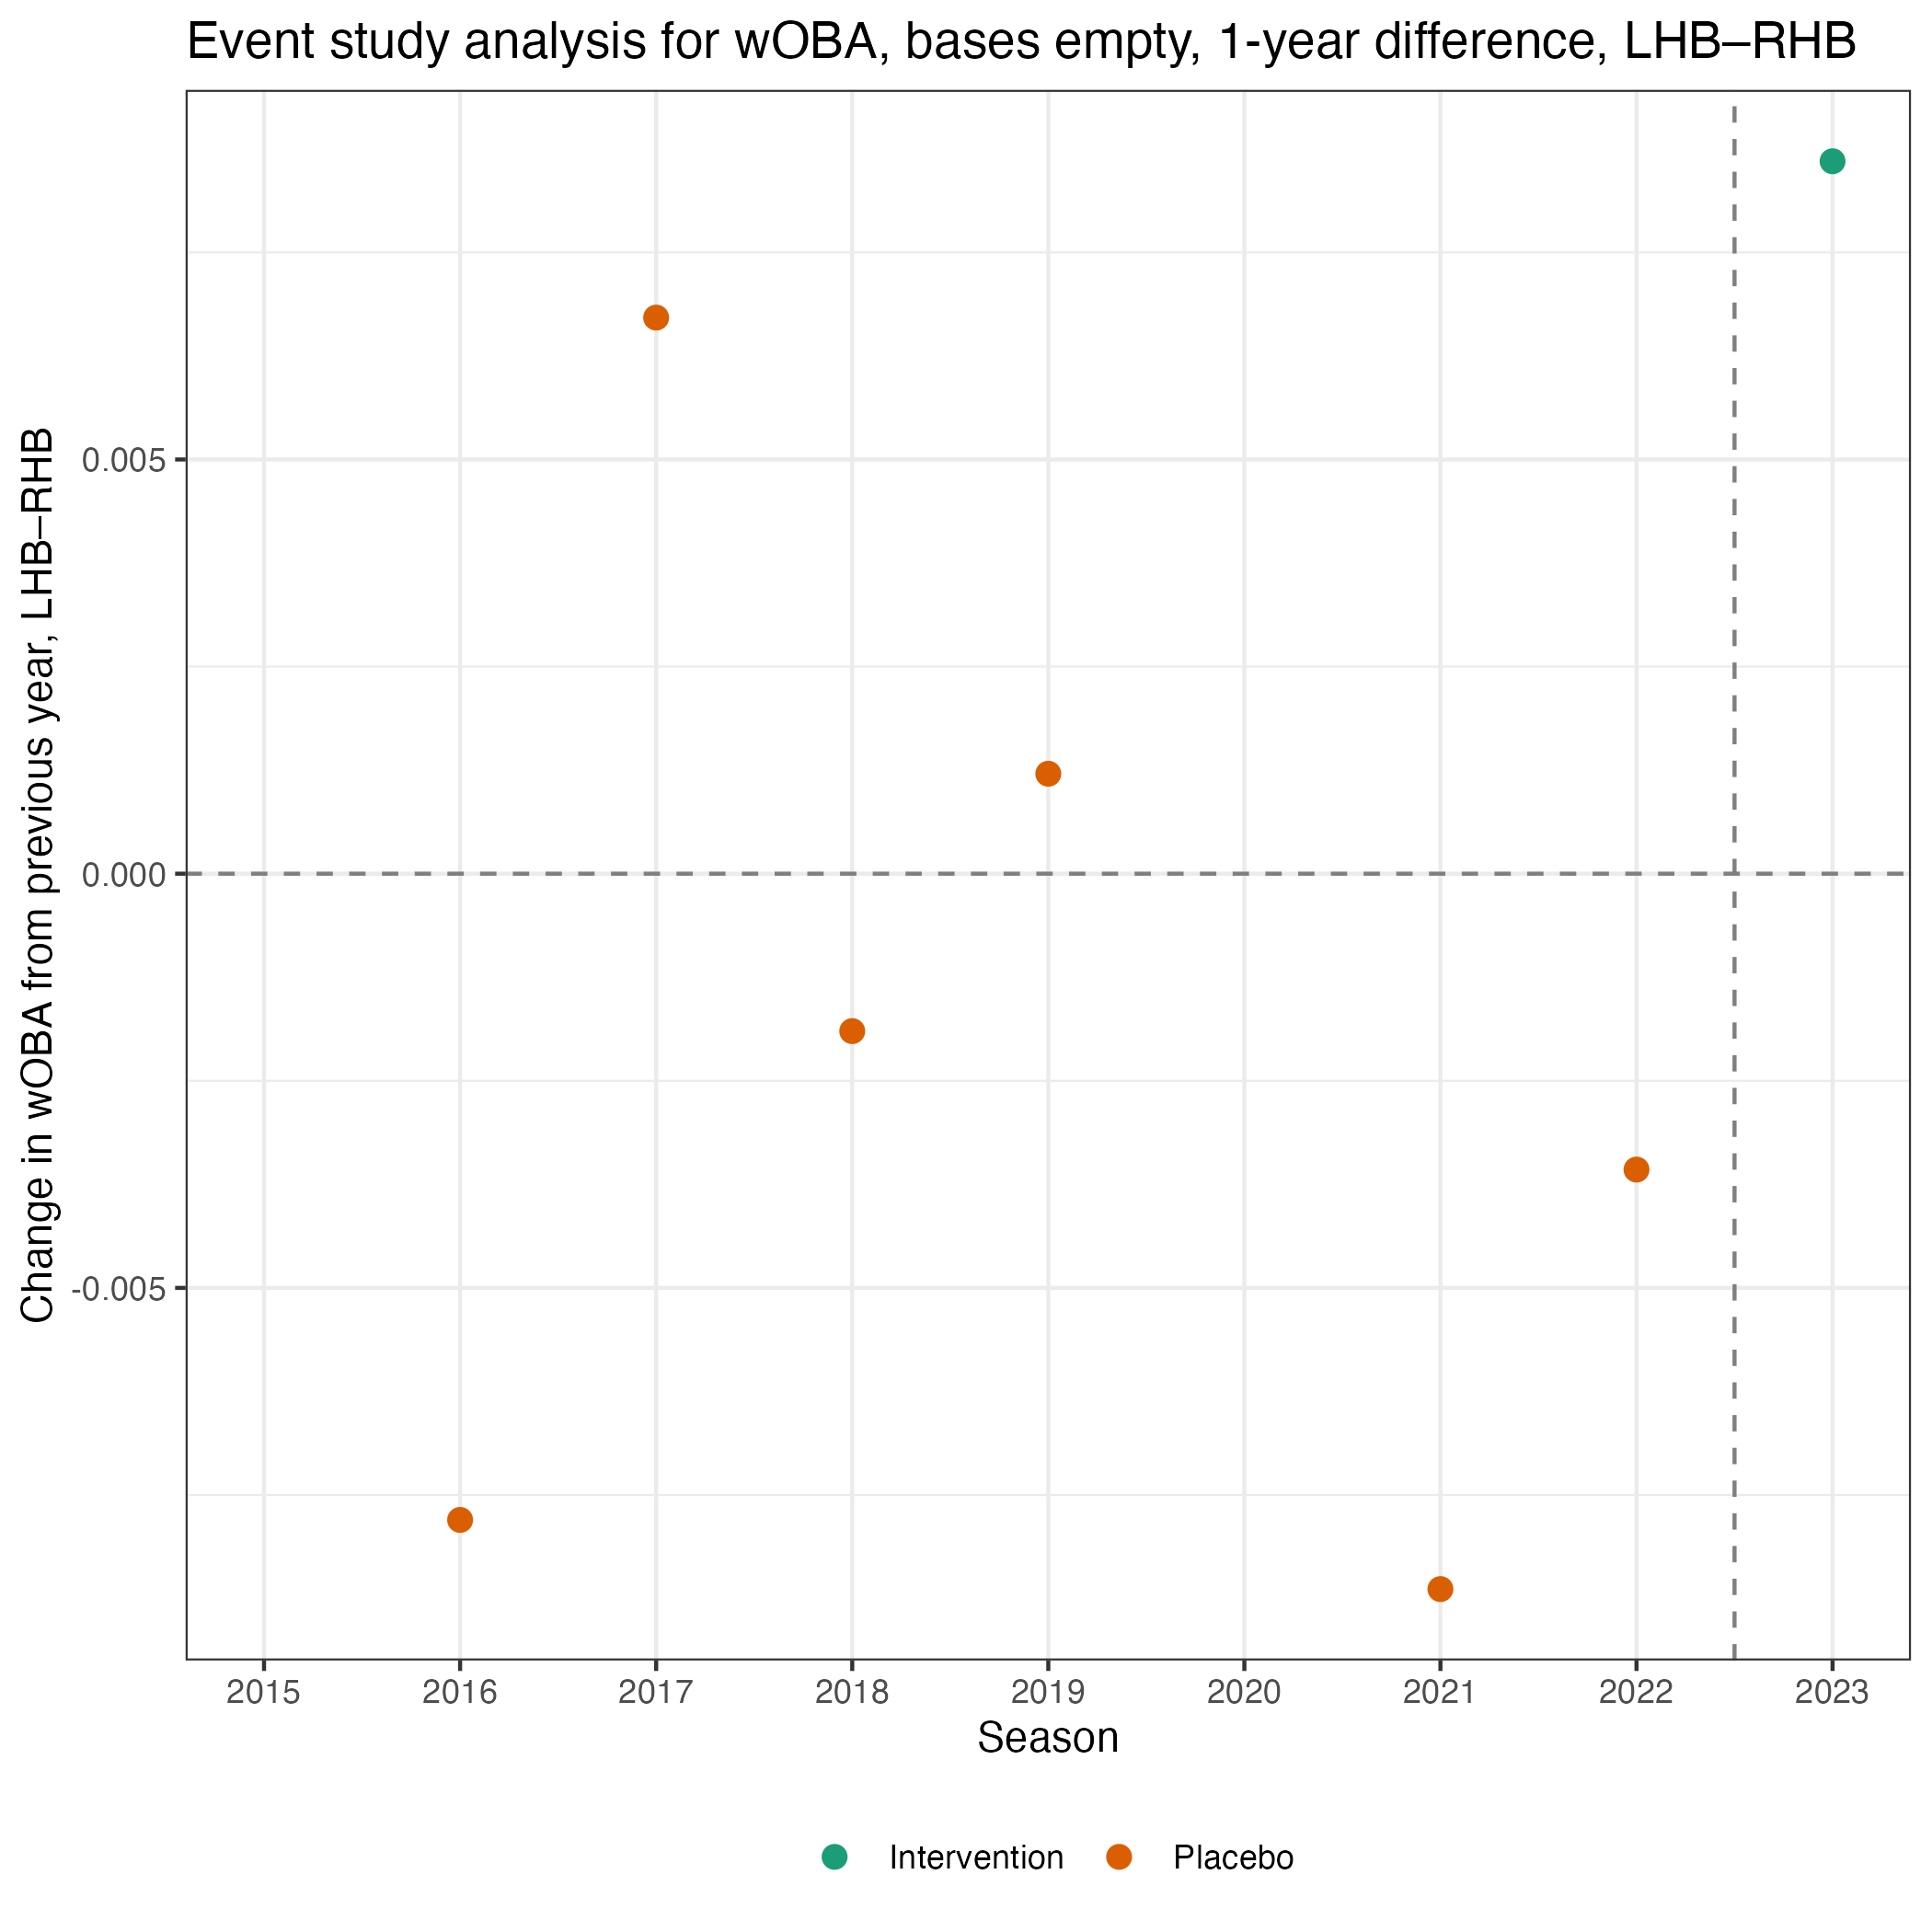 Event study analysis for wOBA, bases empty, 1-year difference, LHB–RHB
Change in wOBA from previous year, LHB–RHB
0.005
0.000
-0.005
2015 2016 2017 2018 2019 2020 2021 2022 2023
Season
Intervention Placebo